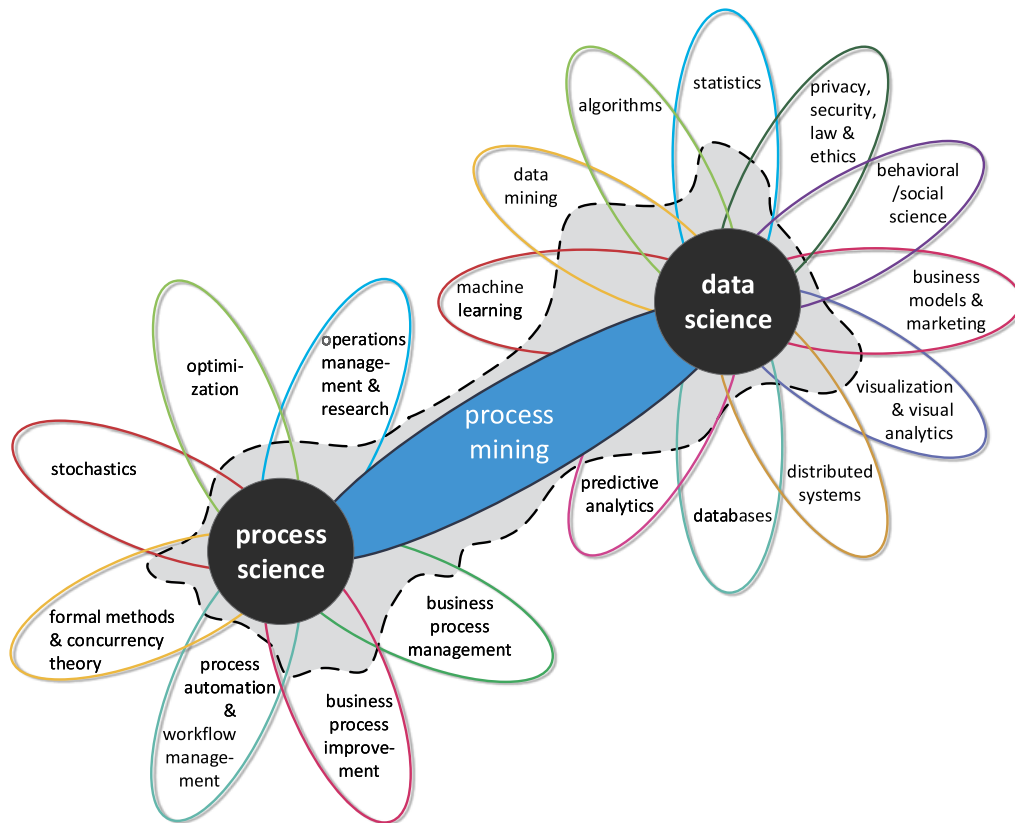 statistics
privacy,
security,
law &
ethics
algorithms
behavioral
/social
science
data
mining
machine
learning
data
science
business
models &
marketing
visualization
& visual
analytics
distributed
systems
databases
predictive
analytics
process
mining
operations
manage-
ment &
research
optimi-
zation
stochastics
process
science
formal methods
& concurrency
theory
process
automation
&
workflow
manage-
ment
business
process
improve-
ment
business
process
management